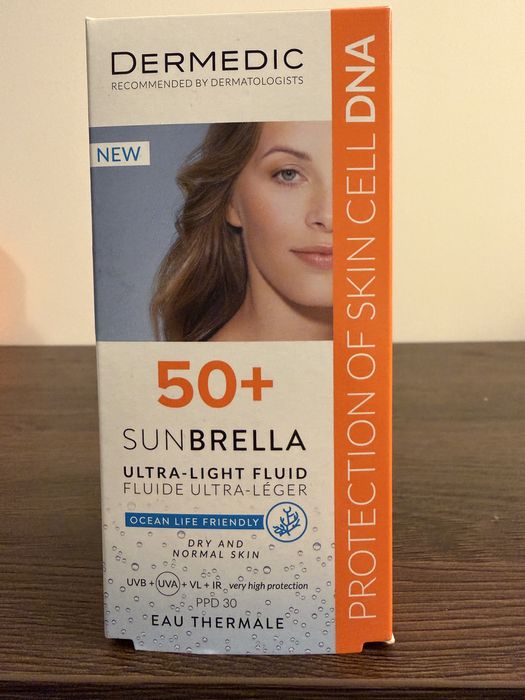 DERMEDIC
RECOMMENDED BY DERMATOLOGISTS
NEW
50+
SUNBRELLA
ULTRA-LIGHT FLUID
FLUIDE ULTRA-LÉGER
OCEAN LIFE FRIENDLY
DRY AND
NORMAL SKIN
UVB + UVA + VL + IR very high protection
PPD 30
EAU THERMALE
PROTECTION OF SKIN CELL DNA